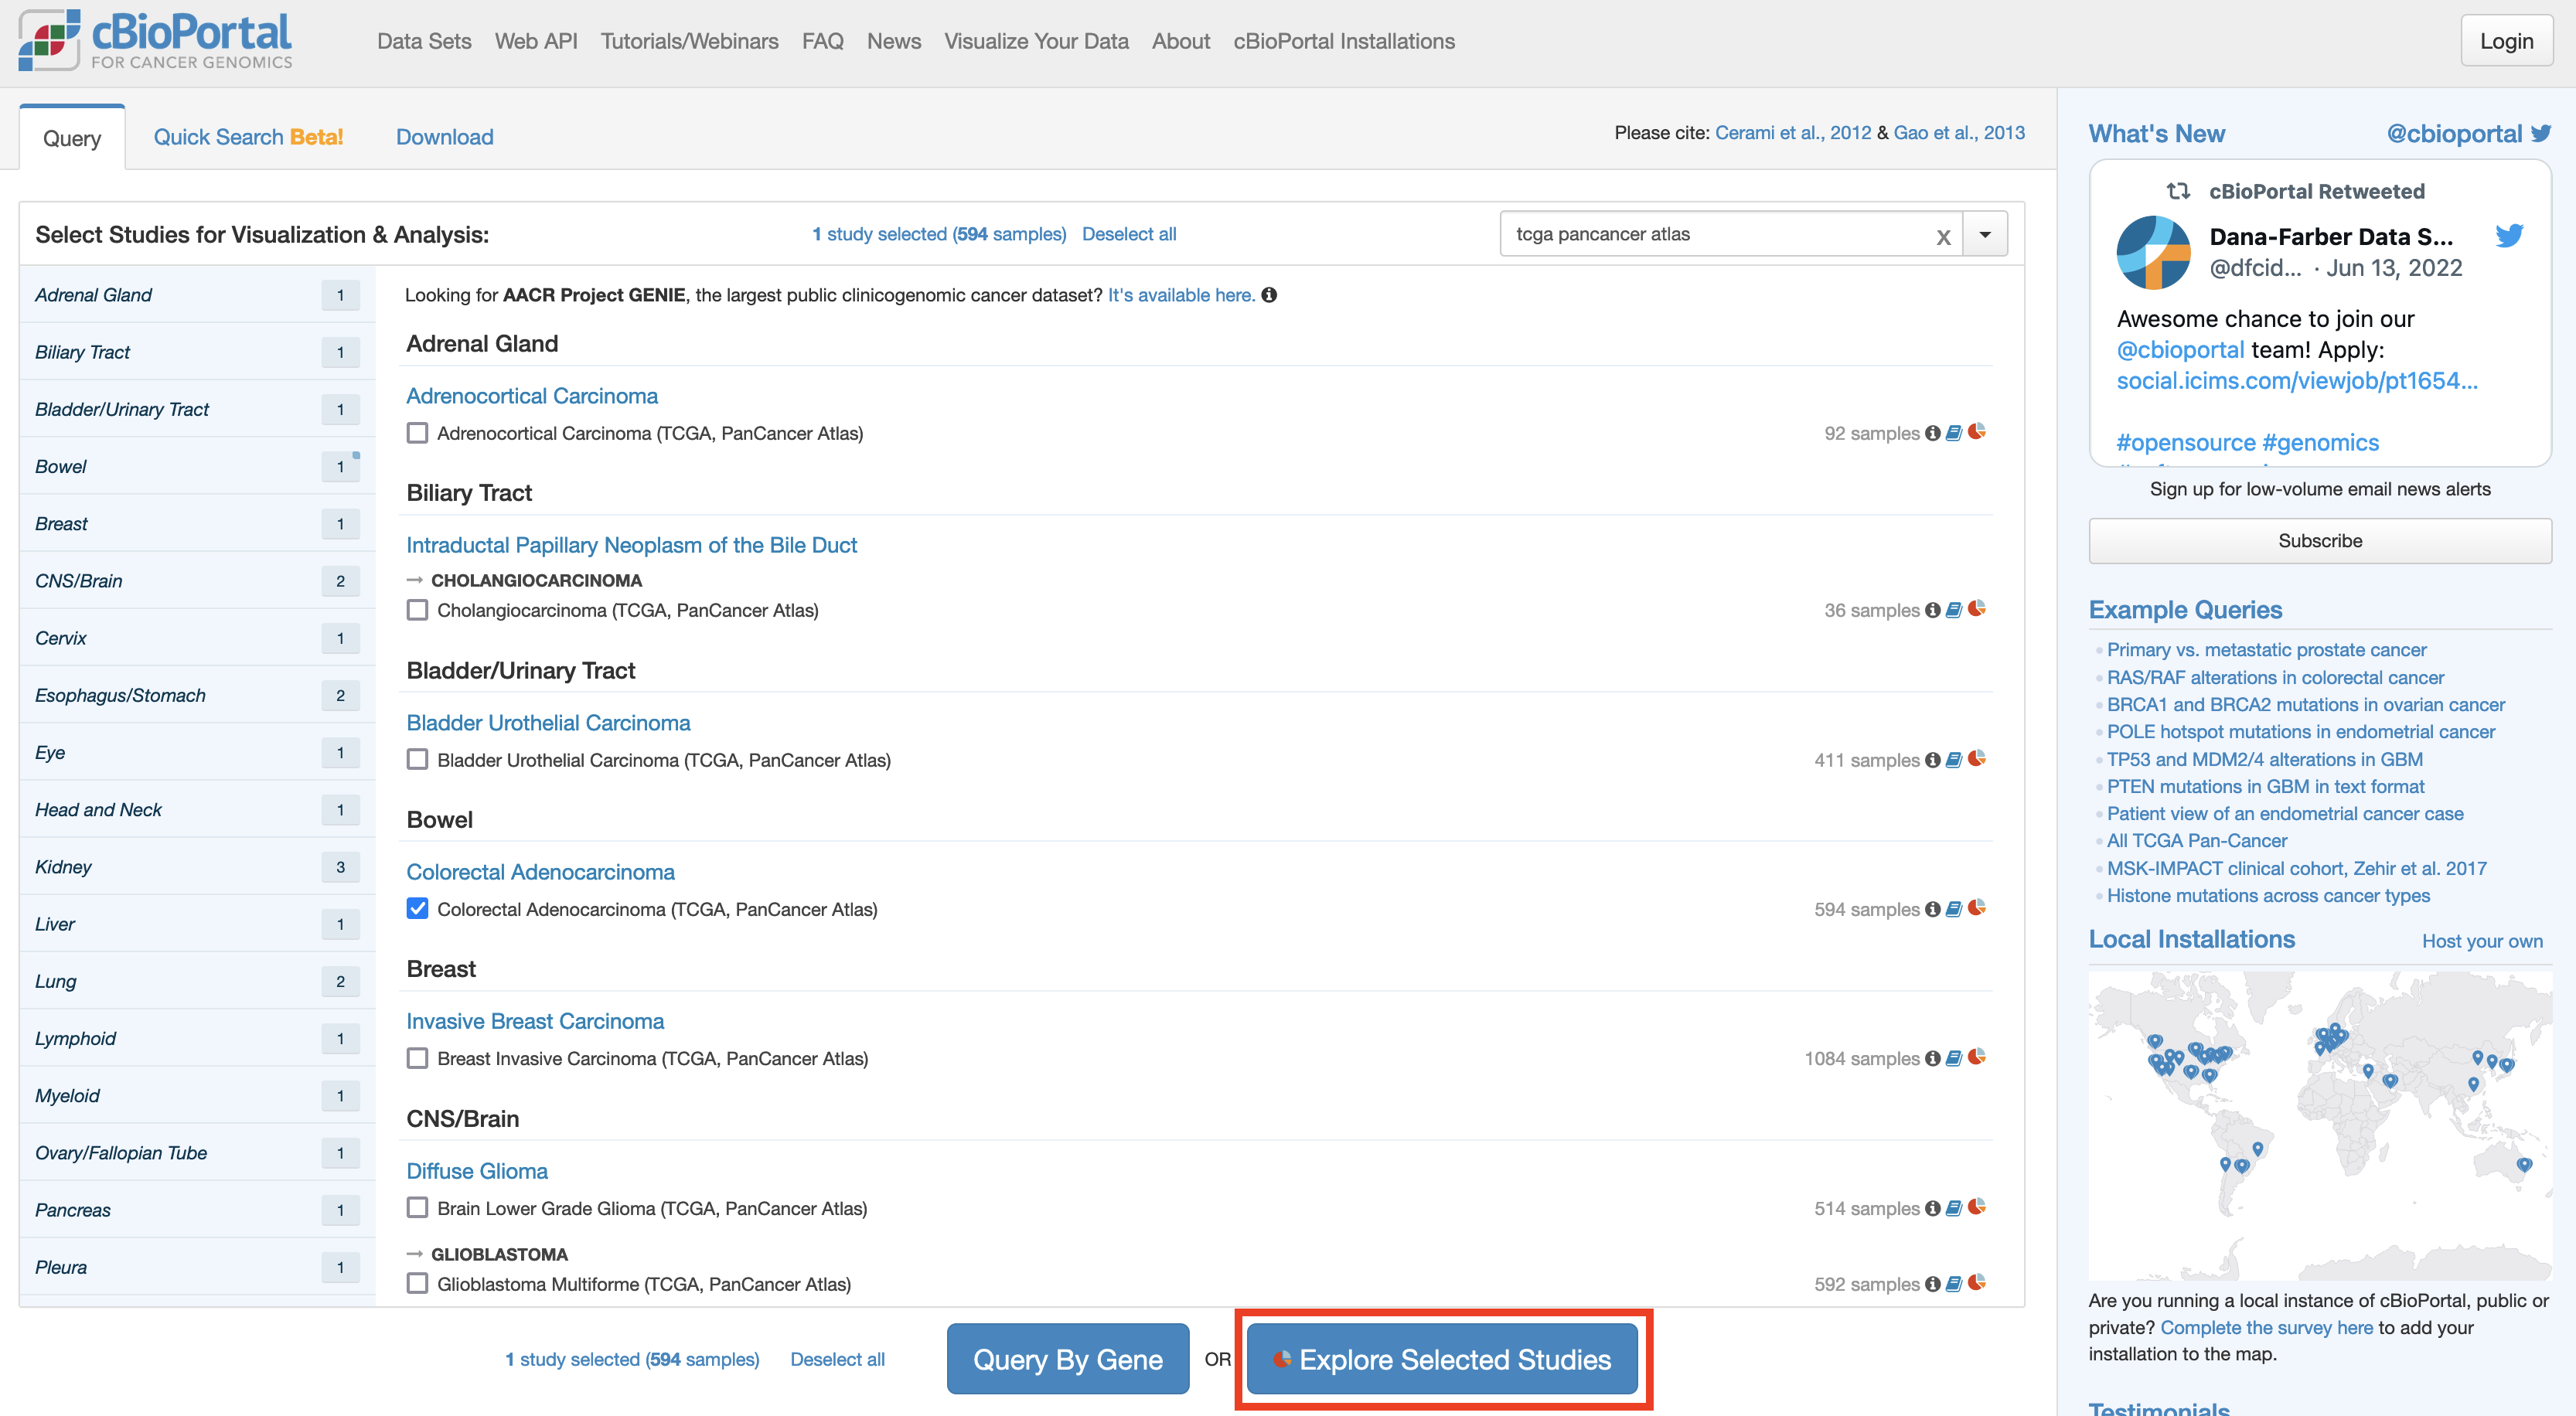 cBioPortal
FOR CANCER GENOMICS
Data Sets Web API Tutorials/Webinars FAQ News Visualize Your Data About cBioPortal Installations
Login
Query Quick Search Beta! Download
Please cite: Cerami et al., 2012 & Gao et al., 2013
Select Studies for Visualization & Analysis:
1 study selected (594 samples) Deselect all
tcga pancancer atlas x
Adrenal Gland 1
Biliary Tract 1
Bladder/Urinary Tract 1
Bowel 1
Breast 1
CNS/Brain 2
Cervix 1
Esophagus/Stomach 2
Eye 1
Head and Neck 1
Kidney 3
Liver 1
Lung 2
Lymphoid 1
Myeloid 1
Ovary/Fallopian Tube 1
Pancreas 1
Pleura 1
Looking for AACR Project GENIE, the largest public clinicogenomic cancer dataset? It's available here.
Adrenal Gland
Adrenocortical Carcinoma
Adrenocortical Carcinoma (TCGA, PanCancer Atlas) 92 samples
Biliary Tract
Intraductal Papillary Neoplasm of the Bile Duct
→ CHOLANGIOCARCINOMA
Cholangiocarcinoma (TCGA, PanCancer Atlas) 36 samples
Bladder/Urinary Tract
Bladder Urothelial Carcinoma
Bladder Urothelial Carcinoma (TCGA, PanCancer Atlas) 411 samples
Bowel
Colorectal Adenocarcinoma
Colorectal Adenocarcinoma (TCGA, PanCancer Atlas) 594 samples
Breast
Invasive Breast Carcinoma
Breast Invasive Carcinoma (TCGA, PanCancer Atlas) 1084 samples
CNS/Brain
Diffuse Glioma
Brain Lower Grade Glioma (TCGA, PanCancer Atlas) 514 samples
→ GLIOBLASTOMA
Glioblastoma Multiforme (TCGA, PanCancer Atlas) 592 samples
1 study selected (594 samples) Deselect all
Query By Gene OR Explore Selected Studies
What's New @cbioportal
cBioPortal Retweeted
Dana-Farber Data S...
@dfcid... · Jun 13, 2022
Awesome chance to join our
@cbioportal team! Apply:
social.icims.com/viewjob/pt1654...
#opensource #genomics
Sign up for low-volume email news alerts
Subscribe
Example Queries
Primary vs. metastatic prostate cancer
RAS/RAF alterations in colorectal cancer
BRCA1 and BRCA2 mutations in ovarian cancer
POLE hotspot mutations in endometrial cancer
TP53 and MDM2/4 alterations in GBM
PTEN mutations in GBM in text format
Patient view of an endometrial cancer case
All TCGA Pan-Cancer
MSK-IMPACT clinical cohort, Zehir et al. 2017
Histone mutations across cancer types
Local Installations Host your own
Are you running a local instance of cBioPortal, public or
private? Complete the survey here to add your
installation to the map.
Testimonials